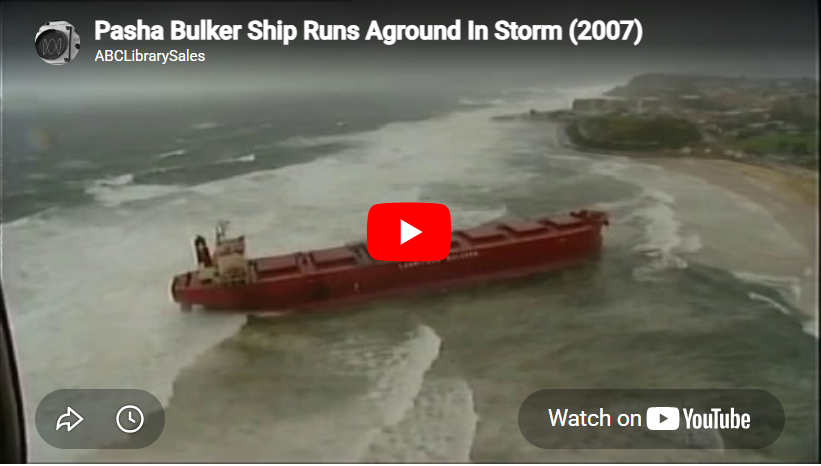 Pasha Bulker Ship Runs Aground In Storm (2007)
ABCLibrarySales
Watch on YouTube